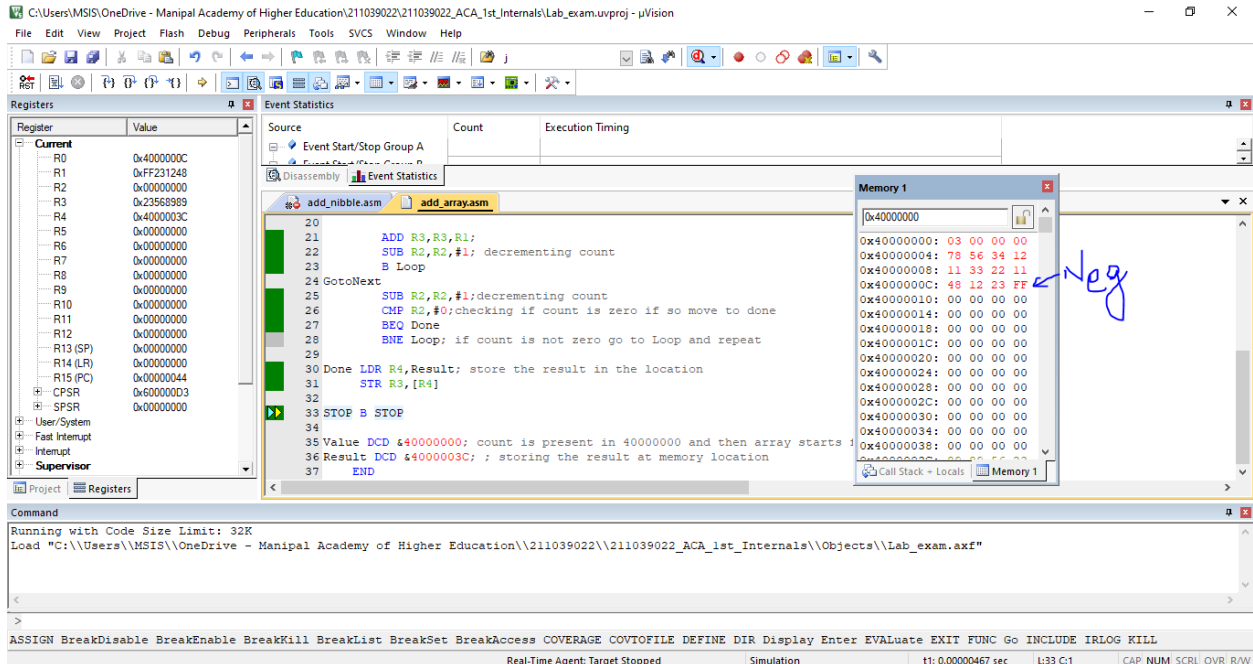 C:\Users\MSIS\OneDrive - Manipal Academy of Higher Education\211039022\211039022_ACA_1st_Internals\Lab_exam.uvproj - µVision
File Edit View Project Flash Debug Peripherals Tools SVCS Window Help
j
RST
Registers
Register Value
Current
R0 0x4000000C
R1 0xFF231248
R2 0x00000000
R3 0x23568989
R4 0x4000003C
R5 0x00000000
R6 0x00000000
R7 0x00000000
R8 0x00000000
R9 0x00000000
R10 0x00000000
R11 0x00000000
R12 0x00000000
R13 (SP) 0x00000000
R14 (LR) 0x00000000
R15 (PC) 0x00000044
CPSR 0x600000D3
SPSR 0x00000000
User/System
Fast Interrupt
Interrupt
Supervisor
Project Registers
Event Statistics
Source Count Execution Timing
Event Start/Stop Group A
Disassembly Event Statistics
add_nibble.asm add_array.asm
20
21 ADD R3,R3,R1;
22 SUB R2,R2,#1; decrementing count
23 B Loop
24 GotoNext
25 SUB R2,R2,#1;decrementing count
26 CMP R2,#0;checking if count is zero if so move to done
27 BEQ Done
28 BNE Loop; if count is not zero go to Loop and repeat
29
30 Done LDR R4,Result; store the result in the location
31 STR R3,[R4]
32
33 STOP B STOP
34
35 Value DCD &40000000; count is present in 40000000 and then array starts
36 Result DCD &4000003C; ; storing the result at memory location
37 END
Memory 1
0x40000000
0x40000000: 03 00 00 00
0x40000004: 78 56 34 12
0x40000008: 11 33 22 11
0x4000000C: 48 12 23 FF
0x40000010: 00 00 00 00
0x40000014: 00 00 00 00
0x40000018: 00 00 00 00
0x4000001C: 00 00 00 00
0x40000020: 00 00 00 00
0x40000024: 00 00 00 00
0x40000028: 00 00 00 00
0x4000002C: 00 00 00 00
0x40000030: 00 00 00 00
0x40000034: 00 00 00 00
0x40000038: 00 00 00 00
Call Stack + Locals Memory 1
Neg
Command
Running with Code Size Limit: 32K
Load "C:\\Users\\MSIS\\OneDrive - Manipal Academy of Higher Education\\211039022\\211039022_ACA_1st_Internals\\Objects\\Lab_exam.axf"
>
ASSIGN BreakDisable BreakEnable BreakKill BreakList BreakSet BreakAccess COVERAGE COVTOFILE DEFINE DIR Display Enter EVALuate EXIT FUNC Go INCLUDE IRLOG KILL
Real-Time Agent: Target Stopped Simulation t1: 0.00000467 sec L:33 C:1 CAP NUM SCRL OVR R/W